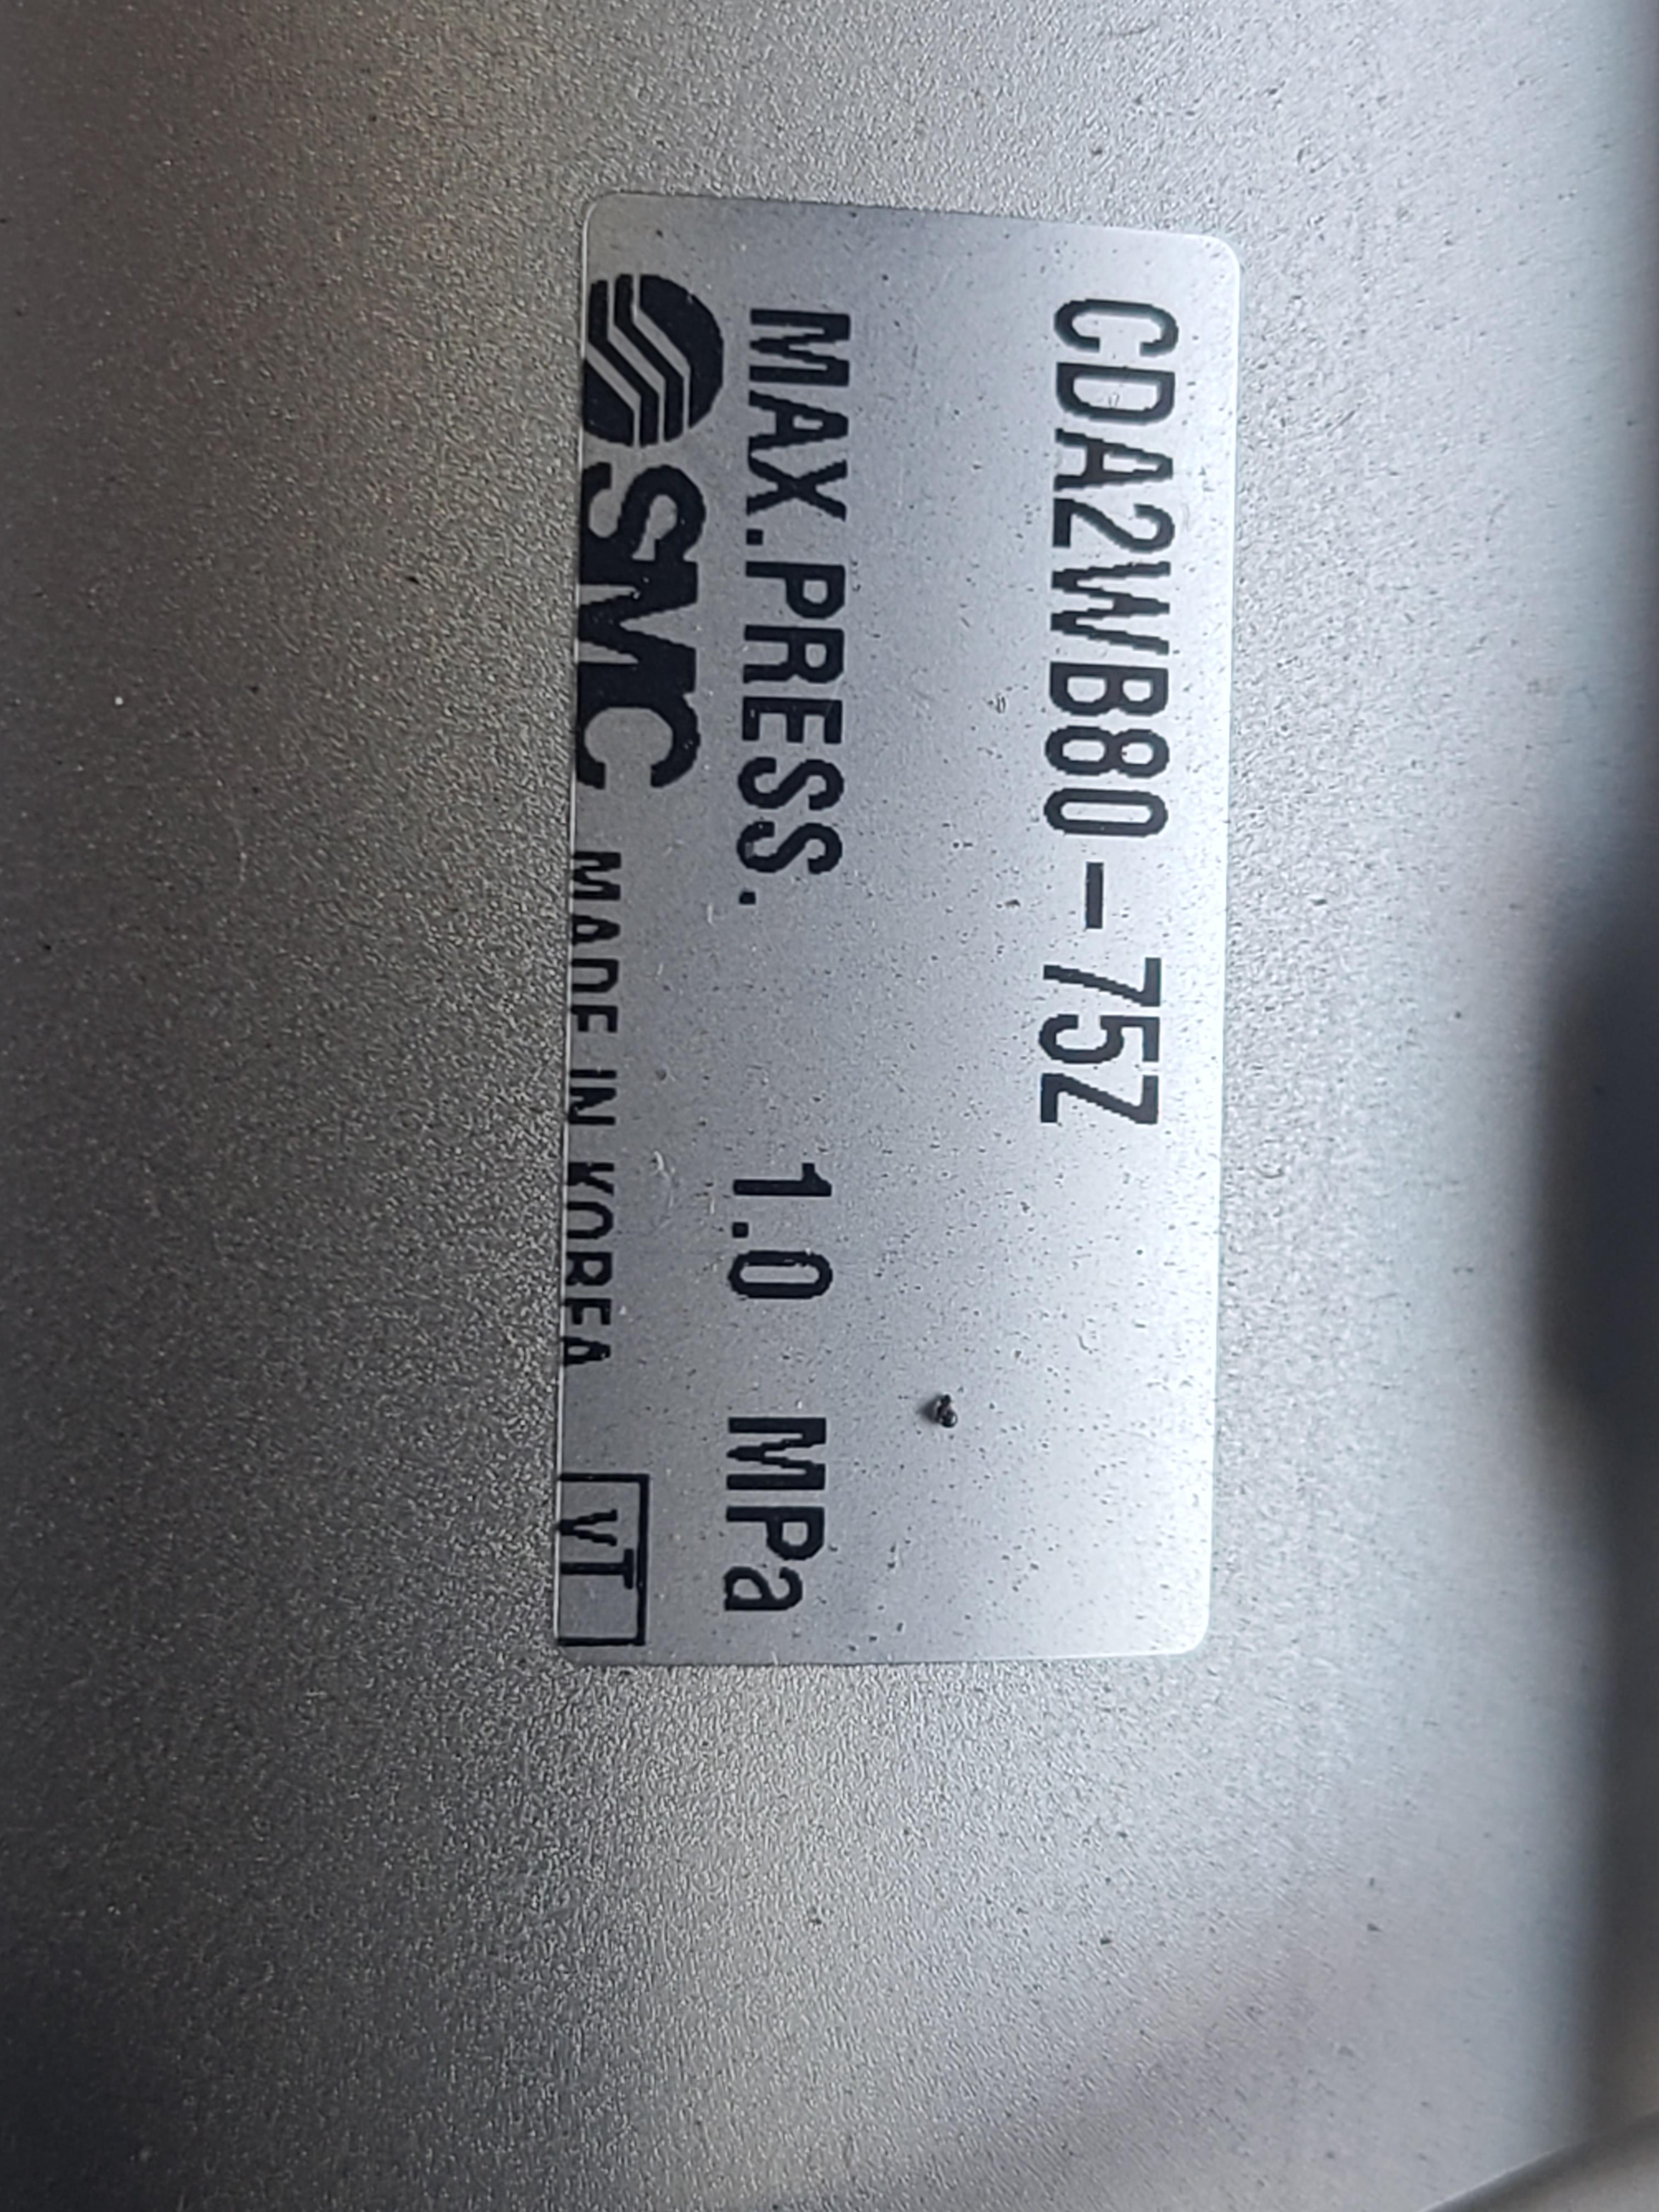 CDA2WB80-75Z
MAX.PRESS. 1.0 MPa
SMC MADE IN KOREA VT